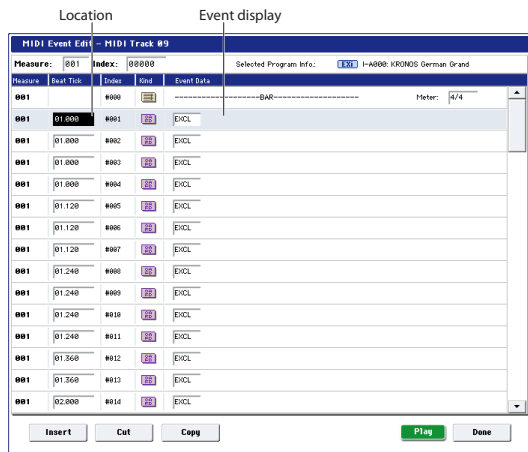 Location Event display
MIDI Event Edit – MIDI Track 09
Measure: 001 Index: 00000 Selected Program Info.: EXi I-A000: KRONOS German Grand
Measure Beat Tick Index Kind Event Data
001 #000 --------------------BAR-------------------- Meter: 4/4
001 01.000 #001 EXCL
001 01.000 #002 EXCL
001 01.000 #003 EXCL
001 01.000 #004 EXCL
001 01.120 #005 EXCL
001 01.120 #006 EXCL
001 01.120 #007 EXCL
001 01.240 #008 EXCL
001 01.240 #009 EXCL
001 01.240 #010 EXCL
001 01.240 #011 EXCL
001 01.360 #012 EXCL
001 01.360 #013 EXCL
001 02.000 #014 EXCL
Insert Cut Copy Play Done